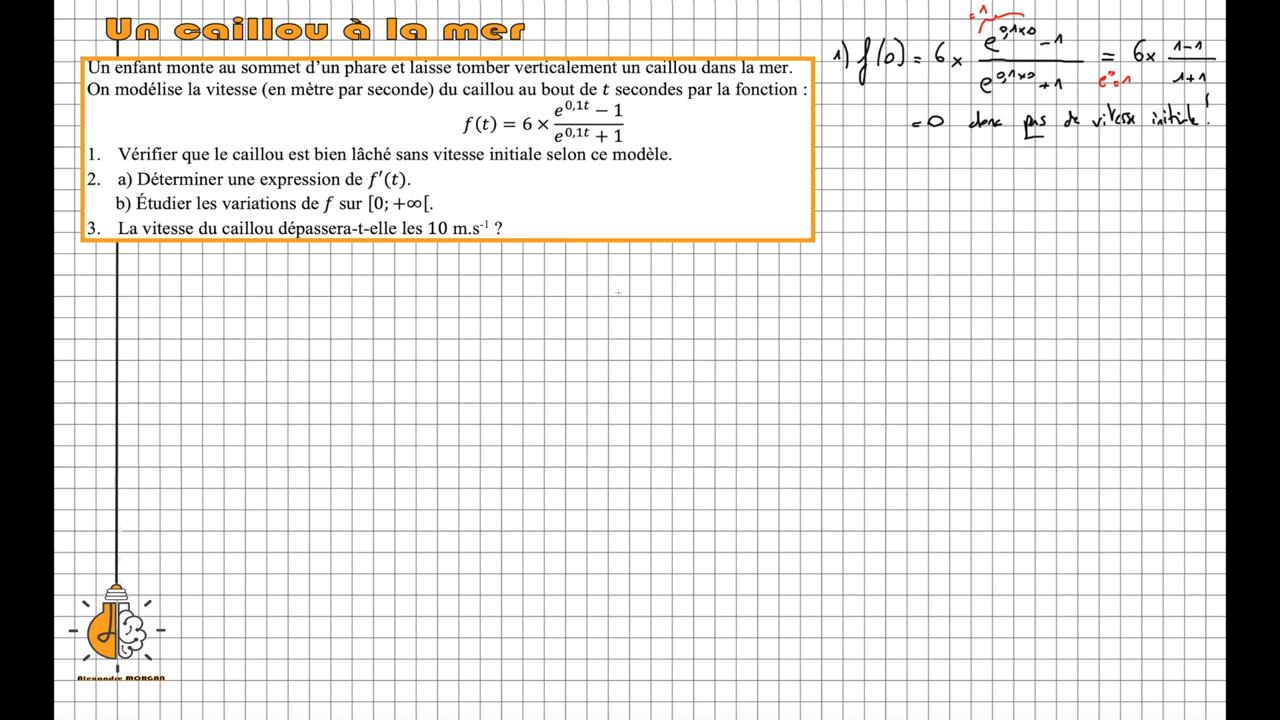 Un caillou à la mer
Un enfant monte au sommet d'un phare et laisse tomber verticalement un caillou dans la mer.
On modélise la vitesse (en mètre par seconde) du caillou au bout de t secondes par la fonction :
f(t) = 6 × (e^{0,1t} − 1)/(e^{0,1t} + 1)
1. Vérifier que le caillou est bien lâché sans vitesse initiale selon ce modèle.
2. a) Déterminer une expression de f′(t).
b) Étudier les variations de f sur [0; +∞[.
3. La vitesse du caillou dépassera-t-elle les 10 m.s⁻¹ ?
=1
1) f(0) = 6 × (e^{0,1×0} − 1)/(e^{0,1×0} + 1) = 6 × (1−1)/(1+1)
e⁰=1
= 0 donc pas de vitesse initiale !
Alexandre MORGAN